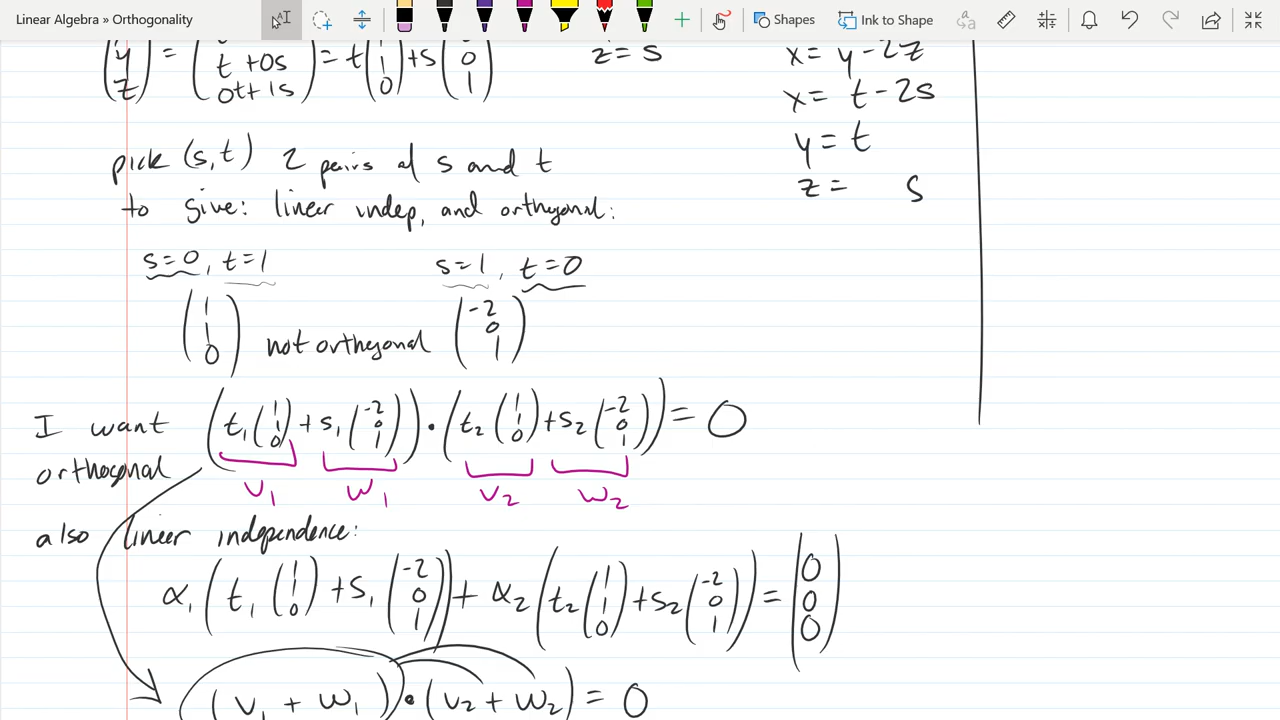 Linear Algebra » Orthogonality
Shapes
Ink to Shape
(y z) = (t +0s 0t+1s) = t(1 1 0) + s(0 1)
z = s
x = y - 2z
x = t - 2s
y = t
z = s
pick (s,t) 2 pairs of s and t
to give: linear indep, and orthogonal:
s=0, t=1
s=1, t=0
(1 1 0) not orthogonal (-2 0 1)
I want orthogonal (t₁(1 1 0) + s₁(-2 0 1)) • (t₂(1 1 0) + s₂(-2 0 1)) = 0
v₁ w₁ v₂ w₂
also linear independence:
α₁(t₁(1 1 0) + s₁(-2 0 1)) + α₂(t₂(1 1 0) + s₂(-2 0 1)) = (0 0 0)
(v₁ + w₁) • (v₂ + w₂) = 0